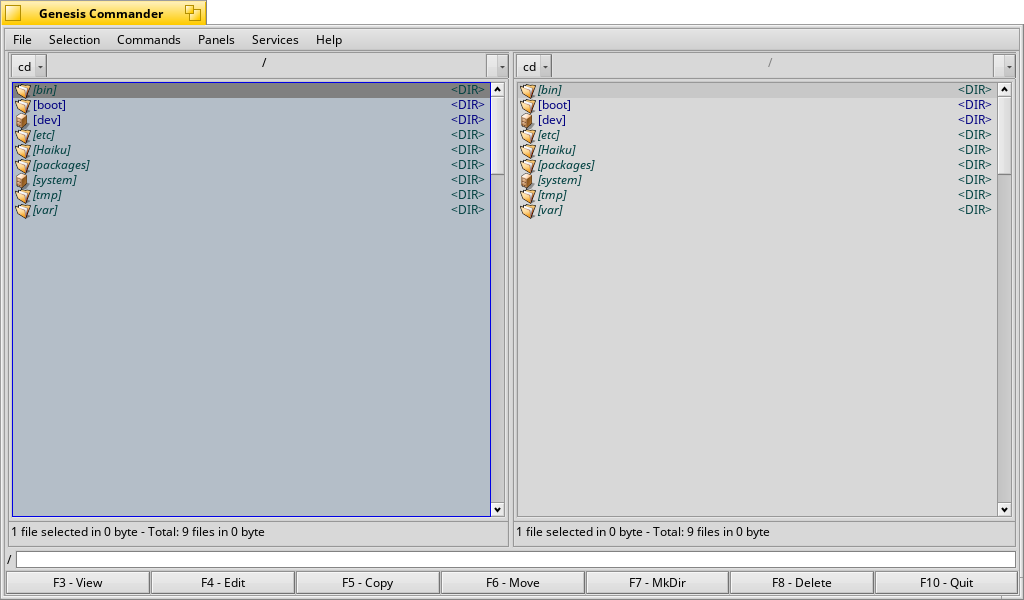 Genesis Commander
File Selection Commands Panels Services Help
cd / cd /
[bin] <DIR> [bin] <DIR>
[boot] <DIR> [boot] <DIR>
[dev] <DIR> [dev] <DIR>
[etc] <DIR> [etc] <DIR>
[Haiku] <DIR> [Haiku] <DIR>
[packages] <DIR> [packages] <DIR>
[system] <DIR> [system] <DIR>
[tmp] <DIR> [tmp] <DIR>
[var] <DIR> [var] <DIR>
1 file selected in 0 byte - Total: 9 files in 0 byte 1 file selected in 0 byte - Total: 9 files in 0 byte
/
F3 - View F4 - Edit F5 - Copy F6 - Move F7 - MkDir F8 - Delete F10 - Quit